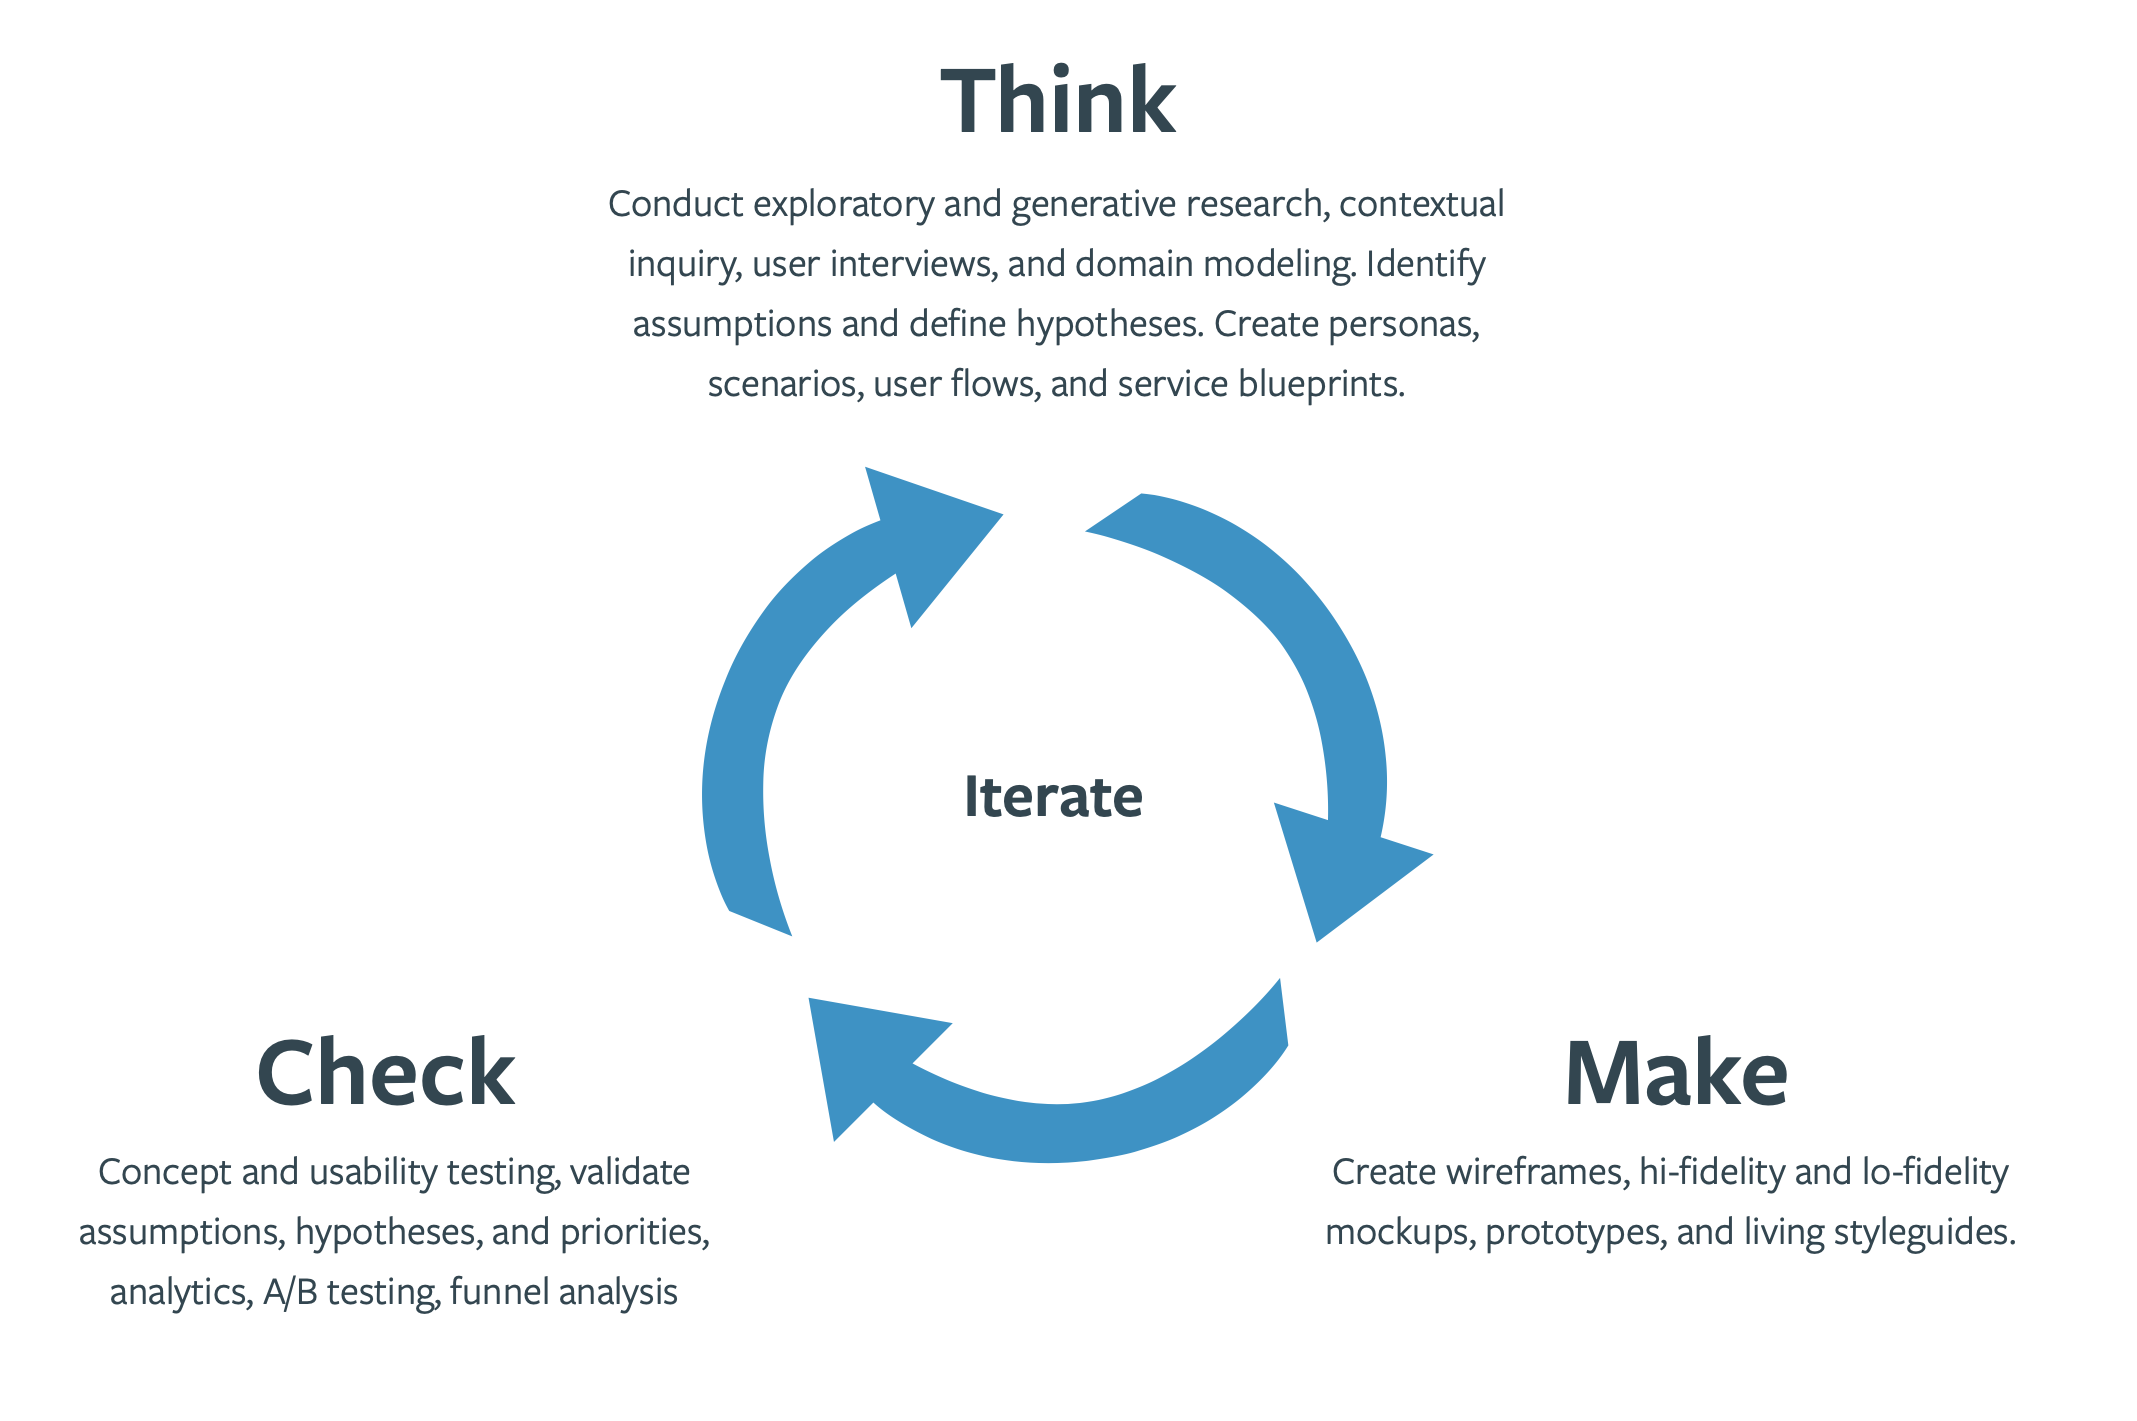 Think
Conduct exploratory and generative research, contextual
inquiry, user interviews, and domain modeling. Identify
assumptions and define hypotheses. Create personas,
scenarios, user flows, and service blueprints.
Iterate
Check
Concept and usability testing, validate
assumptions, hypotheses, and priorities,
analytics, A/B testing, funnel analysis
Make
Create wireframes, hi-fidelity and lo-fidelity
mockups, prototypes, and living styleguides.